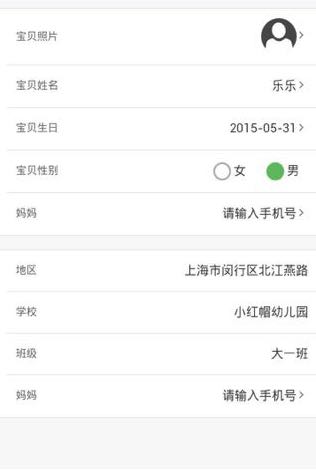 宝贝照片
宝贝姓名 乐乐
宝贝生日 2015-05-31
宝贝性别 女 男
妈妈 请输入手机号
地区 上海市闵行区北江燕路
学校 小红帽幼儿园
班级 大一班
妈妈 请输入手机号